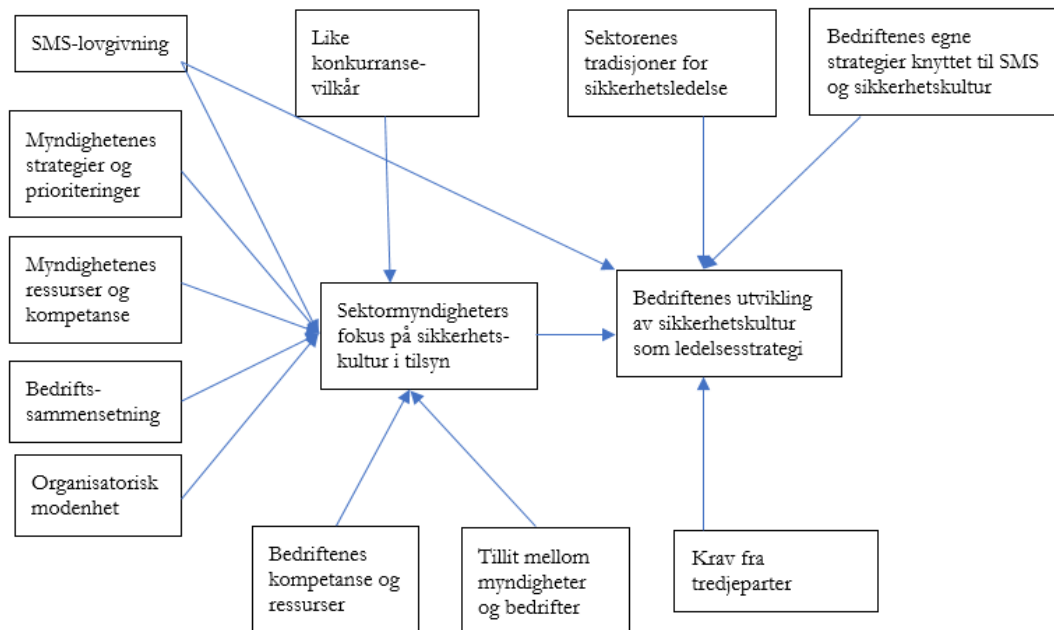 SMS-lovgivning
Like
konkurranse-
vilkår
Sektorenes
tradisjoner for
sikkerhetsledelse
Bedriftenes egne
strategier knyttet til SMS
og sikkerhetskultur
Myndighetenes
strategier og
prioriteringer
Myndighetenes
ressurser og
kompetanse
Sektormyndigheters
fokus på sikkerhets-
kultur i tilsyn
Bedriftenes utvikling
av sikkerhetskultur
som ledelsesstrategi
Bedrifts-
sammensetning
Organisatorisk
modenhet
Bedriftenes
kompetanse og
ressurser
Tillit mellom
myndigheter
og bedrifter
Krav fra
tredjeparter